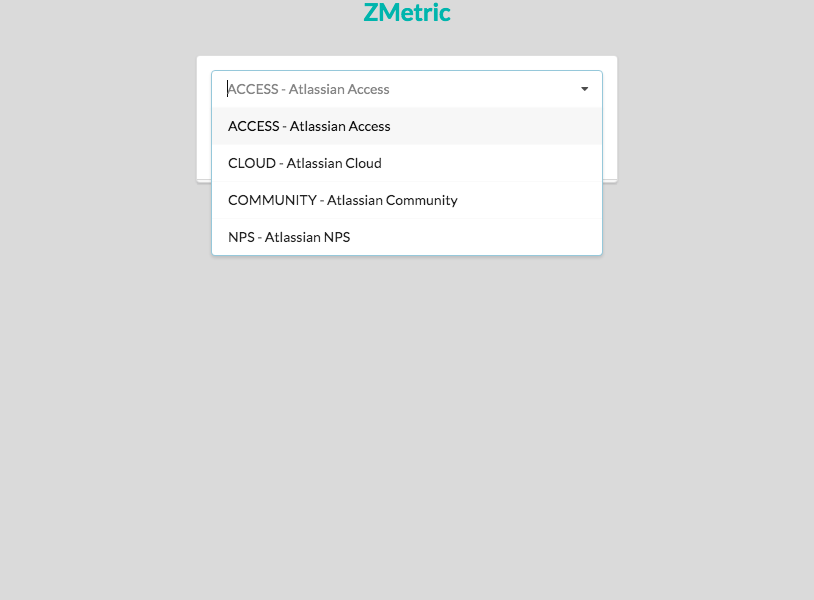 ZMetric
ACCESS - Atlassian Access
ACCESS - Atlassian Access
CLOUD - Atlassian Cloud
COMMUNITY - Atlassian Community
NPS - Atlassian NPS